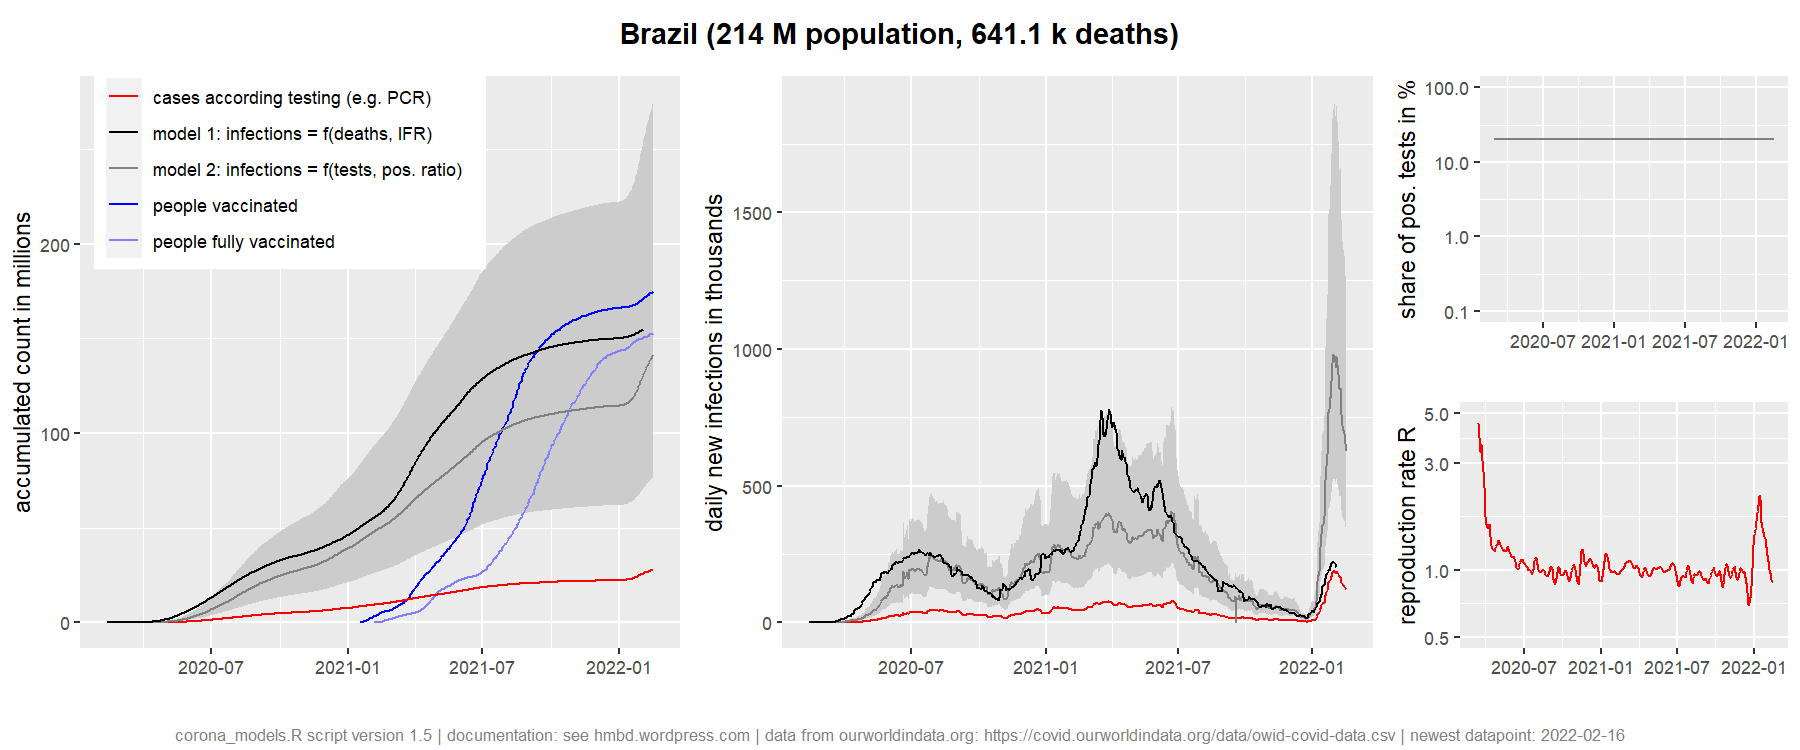 Brazil (214 M population, 641.1 k deaths)
cases according testing (e.g. PCR)
model 1: infections = f(deaths, IFR)
model 2: infections = f(tests, pos. ratio)
people vaccinated
people fully vaccinated
accumulated count in millions
200
100
0
2020-07 2021-01 2021-07 2022-01
daily new infections in thousands
1500
1000
500
0
2020-07 2021-01 2021-07 2022-01
share of pos. tests in %
100.0
10.0
1.0
0.1
2020-07 2021-01 2021-07 2022-01
reproduction rate R
5.0
3.0
1.0
0.5
2020-07 2021-01 2021-07 2022-01
corona_models.R script version 1.5 | documentation: see hmbd.wordpress.com | data from ourworldindata.org: https://covid.ourworldindata.org/data/owid-covid-data.csv | newest datapoint: 2022-02-16